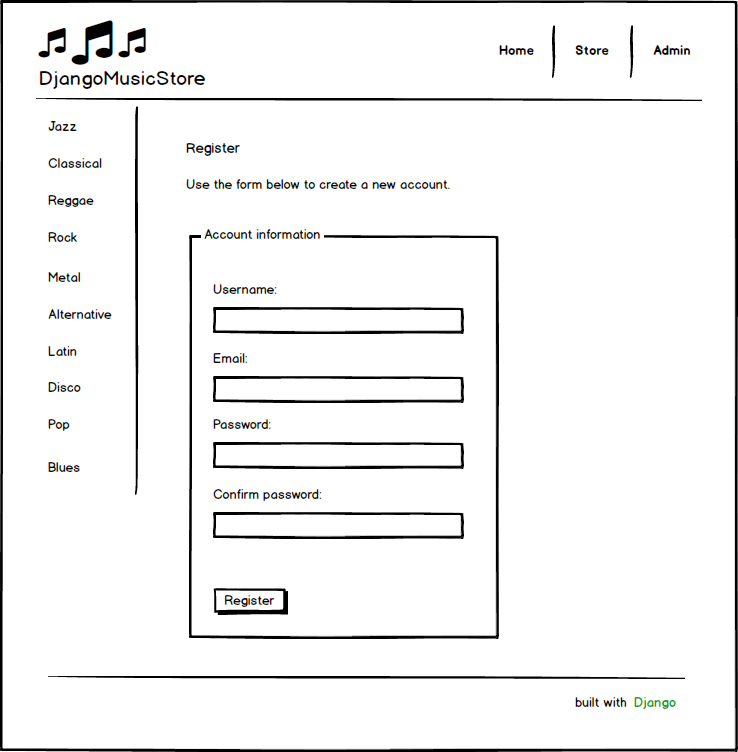 DjangoMusicStore
Home Store Admin
Jazz
Classical
Reggae
Rock
Metal
Alternative
Latin
Disco
Pop
Blues
Register
Use the form below to create a new account.
Account information
Username:
Email:
Password:
Confirm password:
Register
built with Django